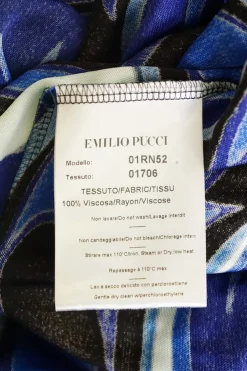 EMILIO PUCCI
Modello: 01RN52
Tessuto: 01706
TESSUTO/FABRIC/TISSU
100% Viscosa/Rayon/Viscose
Non lavare/Do not wash/Lavage interdit
Non candeggiabile/Do not bleach/Chlorage interdit
Stirare max 110°C/Iron, Steam or Dry iron
Repassage à 110°C max
Lav. a secco delicato con percloroetilene
Gentle dry clean w/perchloroethylene